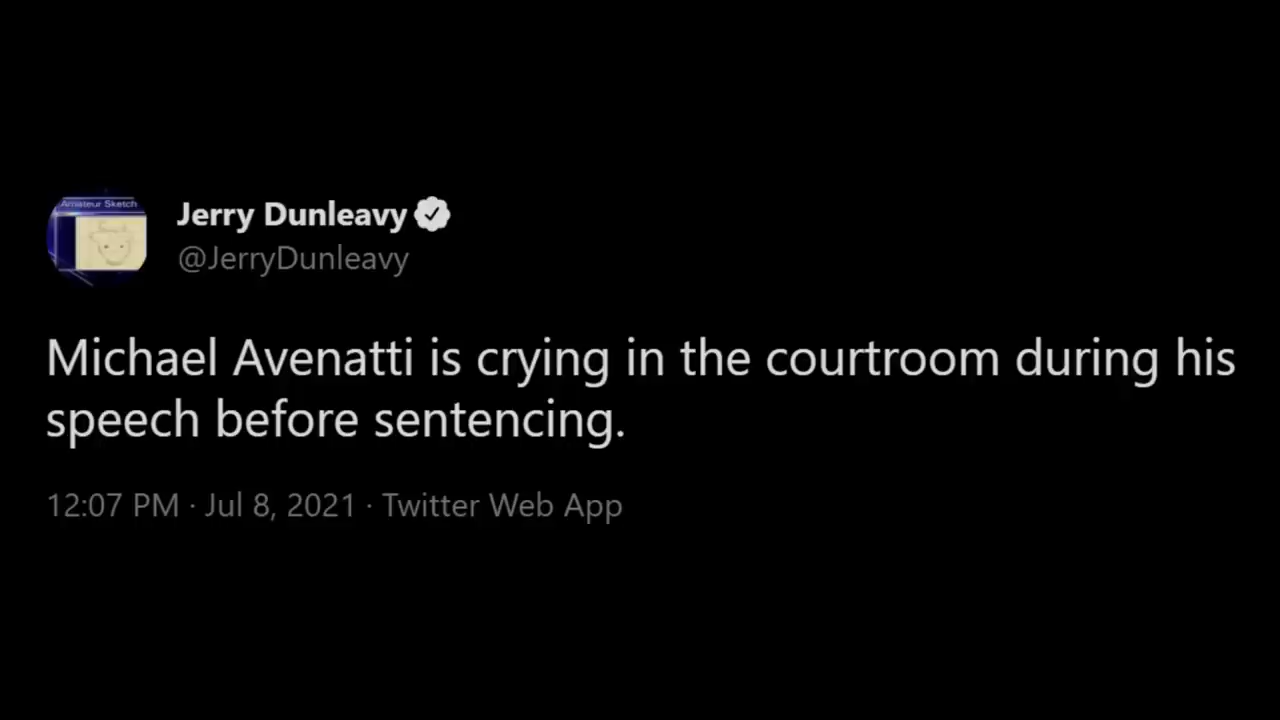 Amateur Sketch
Jerry Dunleavy
@JerryDunleavy
Michael Avenatti is crying in the courtroom during his
speech before sentencing.
12:07 PM · Jul 8, 2021 · Twitter Web App